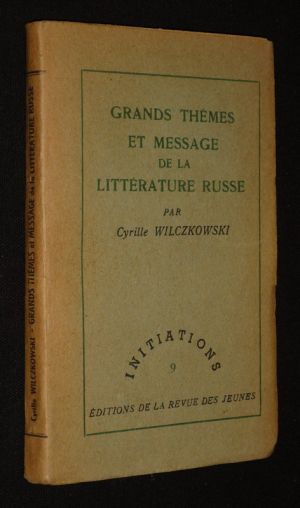 GRANDS THÈMES
ET MESSAGE
DE LA
LITTÉRATURE RUSSE
PAR
Cyrille WILCZKOWSKI
INITIATIONS
9
ÉDITIONS DE LA REVUE DES JEUNES
Cyrille WILCZKOWSKI - GRANDS THÈMES et MESSAGE de la LITTÉRATURE RUSSE